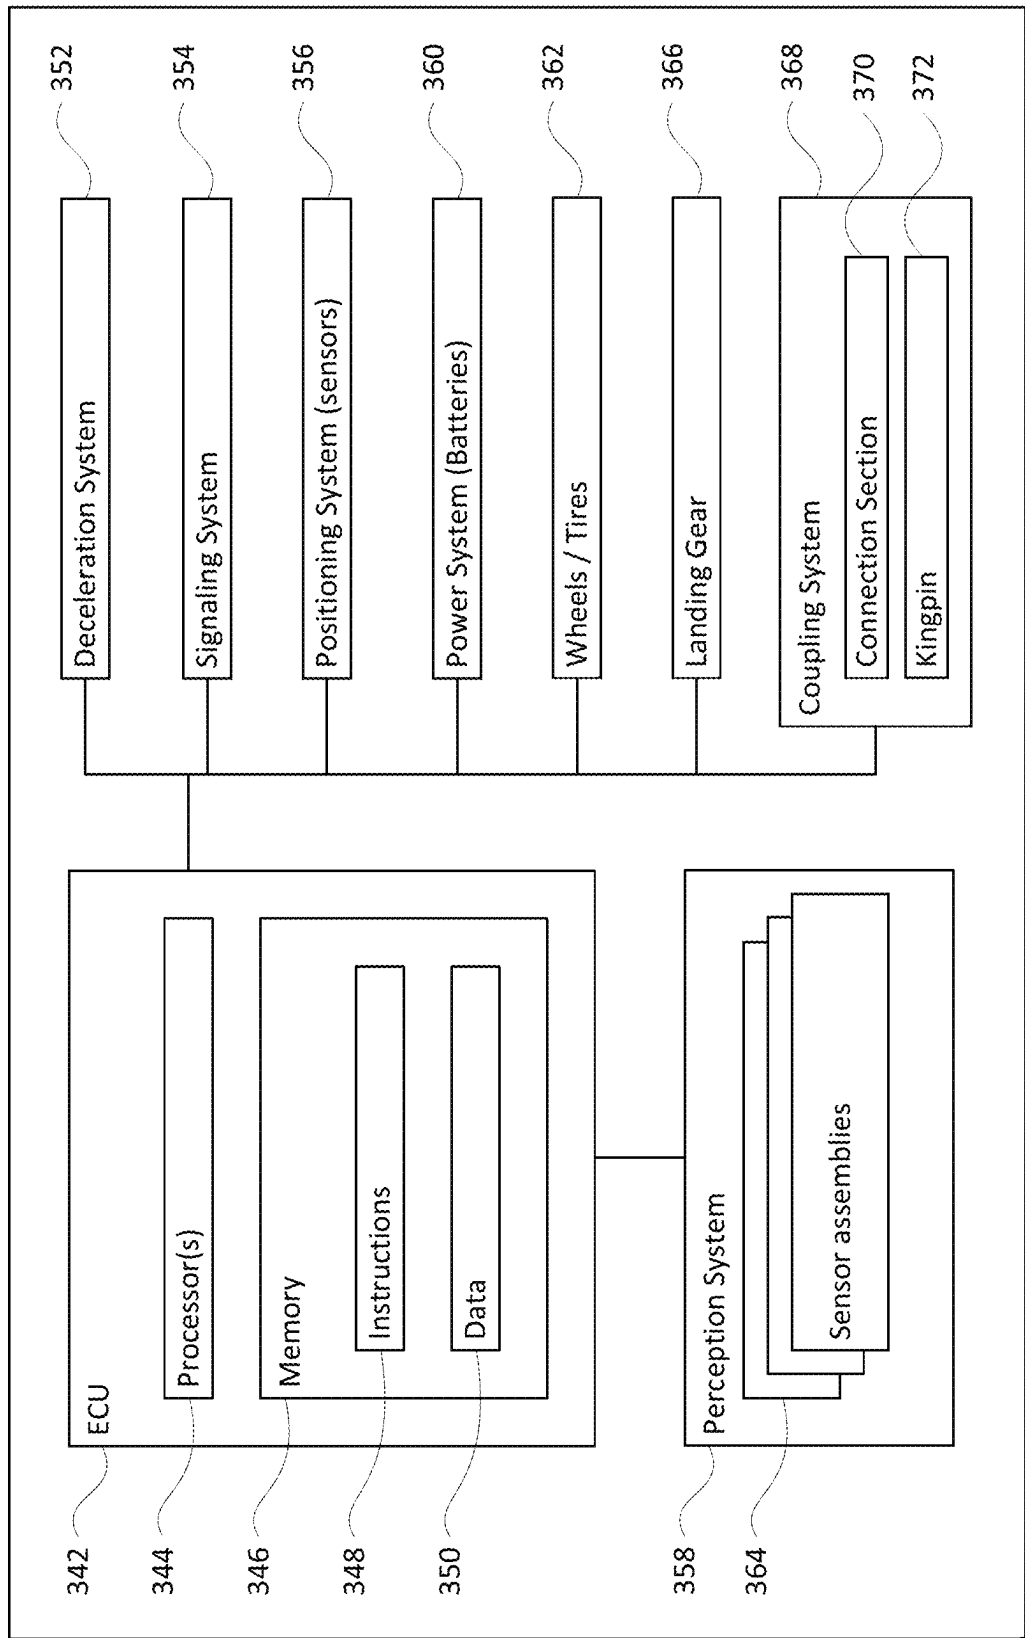 342
ECU
344
Processor(s)
346
Memory
348
Instructions
350
Data
358
Perception System
364
Sensor assemblies
Deceleration System
352
Signaling System
354
Positioning System (sensors)
356
Power System (Batteries)
360
Wheels / Tires
362
Landing Gear
366
Coupling System
368
Connection Section
370
Kingpin
372